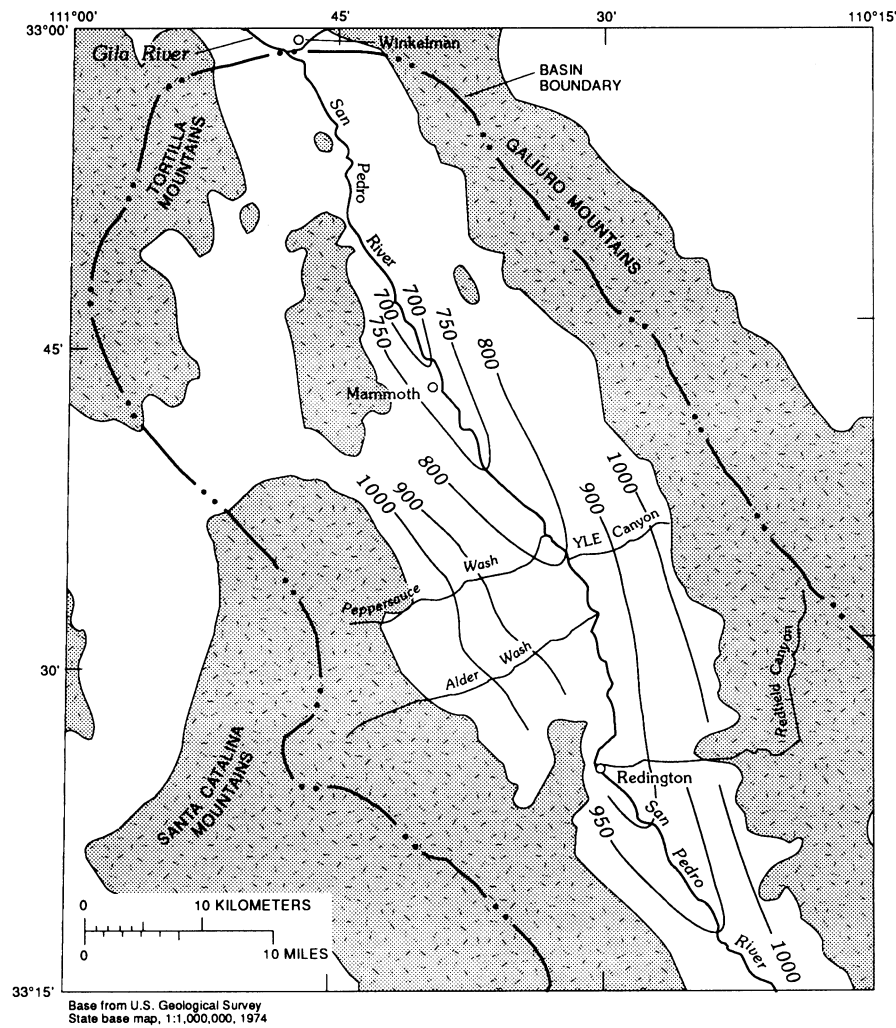 111°00'
45'
30'
110°15'
33°00'
Gila River
Winkelman
BASIN
BOUNDARY
San
Pedro
River
TORTILLA
MOUNTAINS
GALIURO MOUNTAINS
700
700
750
750
800
45'
Mammoth
800
900
1000
900
1000
YLE Canyon
Peppersauce Wash
Alder Wash
30'
Redfield Canyon
SANTA CATALINA
MOUNTAINS
Redington
950
San
Pedro
River
1000
0 10 KILOMETERS
0 10 MILES
33°15'
Base from U.S. Geological Survey
State base map, 1:1,000,000, 1974